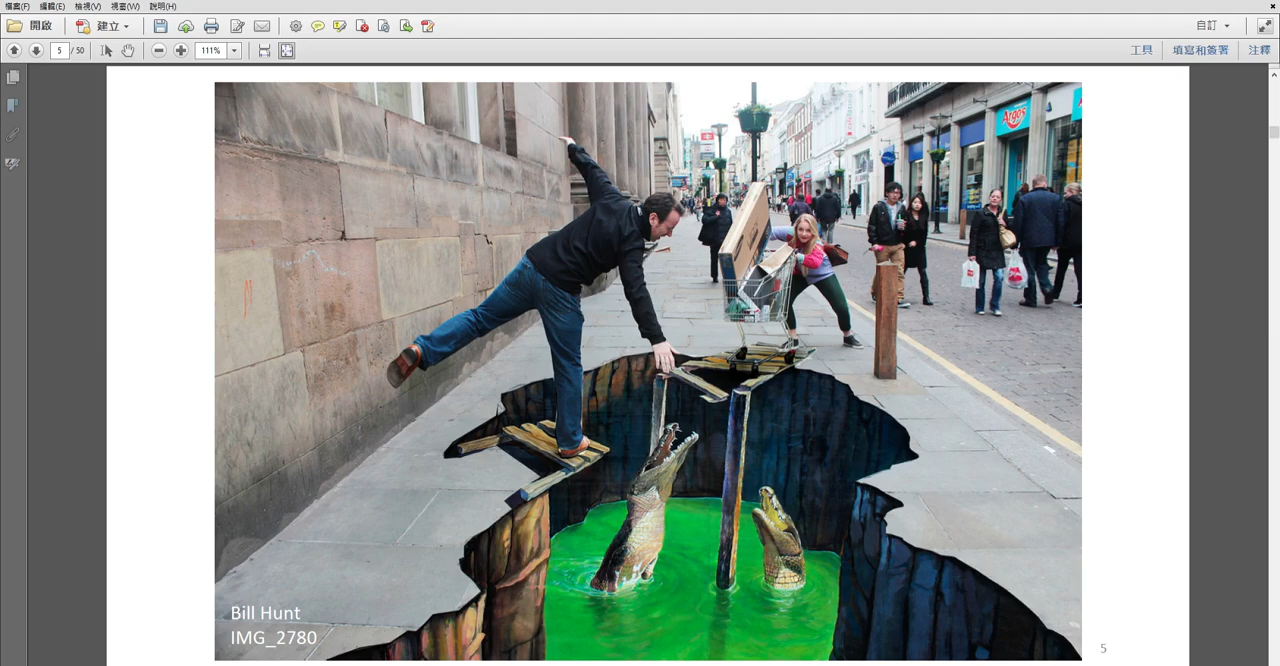 檔案(F) 編輯(E) 檢視(V) 視窗(W) 說明(H)
開啟 建立 自訂
5 / 50 111% 工具 填寫和簽署 注釋
Argos
Bill Hunt
IMG_2780
5